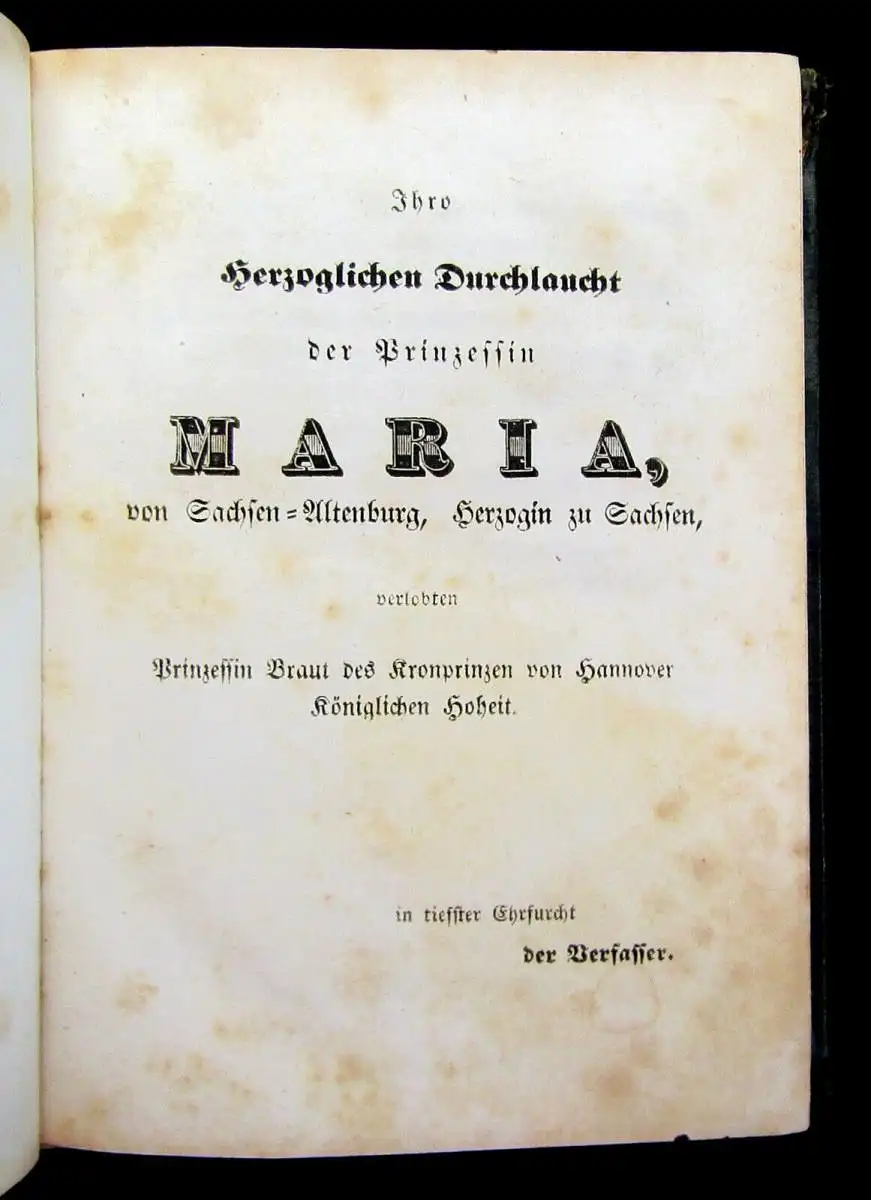 Ihro
Herzoglichen Durchlaucht
der Prinzessin
MARIA,
von Sachsen=Altenburg, Herzogin zu Sachsen,
verlobten
Prinzessin Braut des Kronprinzen von Hannover
Königlichen Hoheit.
in tiefster Ehrfurcht
der Verfasser.